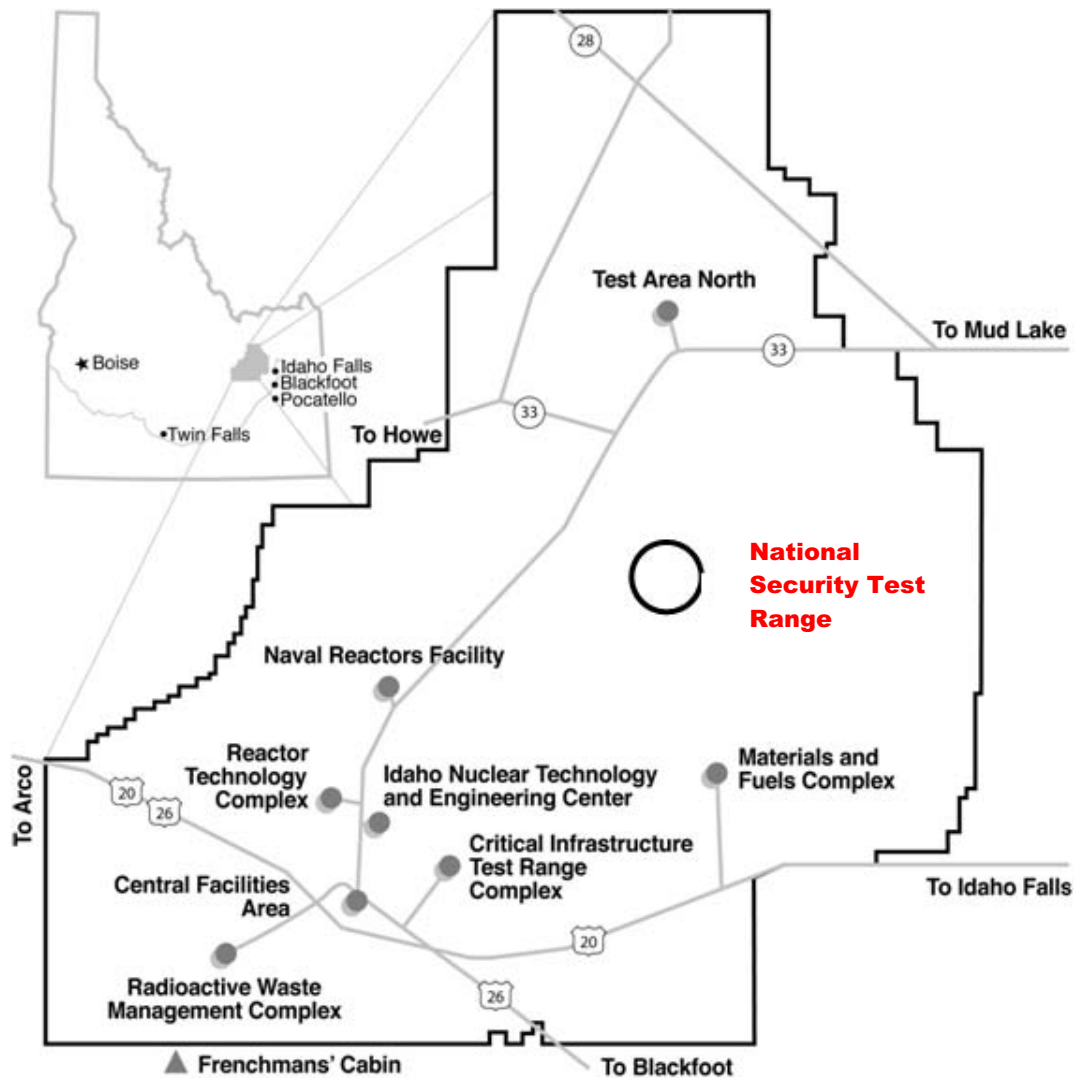 28
Test Area North
To Mud Lake
33
Boise
Idaho Falls
Blackfoot
Pocatello
Twin Falls
33
To Howe
National
Security Test
Range
Naval Reactors Facility
Reactor
Technology
Complex
Idaho Nuclear Technology
and Engineering Center
Materials and
Fuels Complex
To Arco
20
26
Critical Infrastructure
Test Range
Complex
Central Facilities
Area
To Idaho Falls
20
Radioactive Waste
Management Complex
26
Frenchmans' Cabin
To Blackfoot